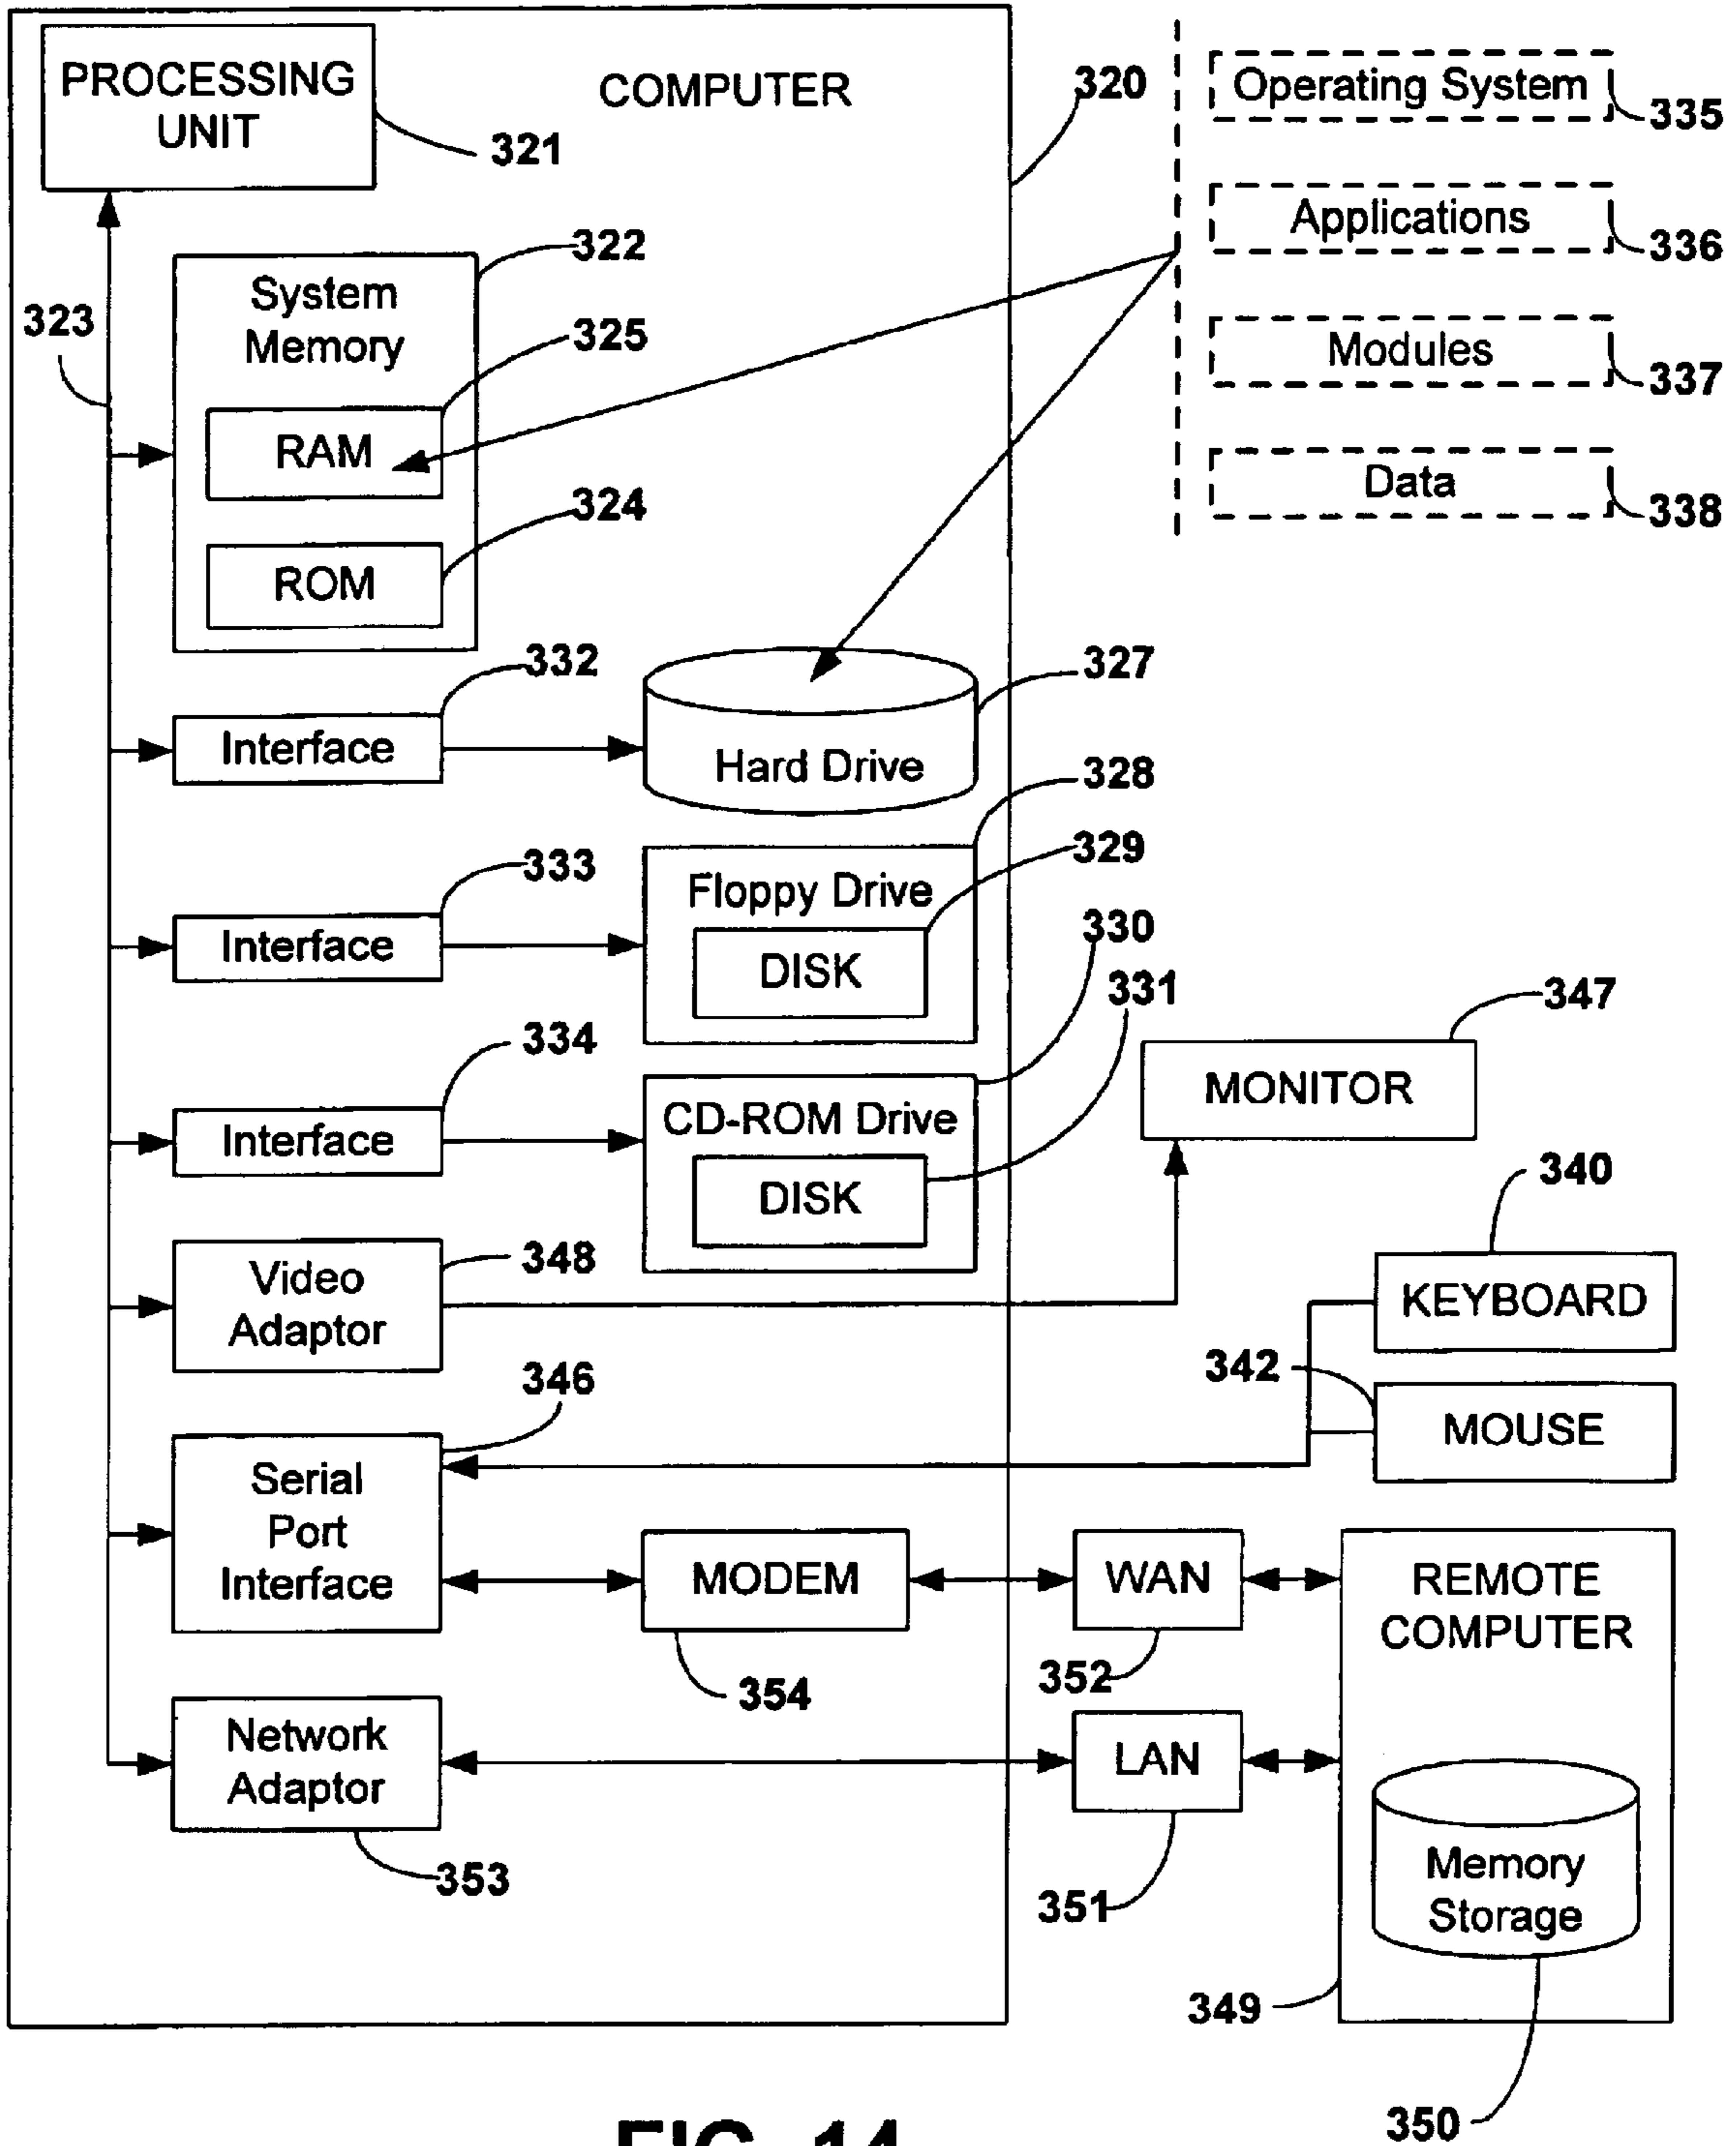 PROCESSING
UNIT
321
COMPUTER
320
Operating System
335
Applications
336
Modules
337
Data
338
323
322
System
Memory
325
RAM
324
ROM
332
Interface
327
Hard Drive
328
333
Interface
Floppy Drive
329
DISK
330
331
334
Interface
CD-ROM Drive
DISK
347
MONITOR
348
Video
Adaptor
340
KEYBOARD
342
MOUSE
346
Serial
Port
Interface
MODEM
354
WAN
352
REMOTE
COMPUTER
Network
Adaptor
353
LAN
351
Memory
Storage
349
350
FIG. 14